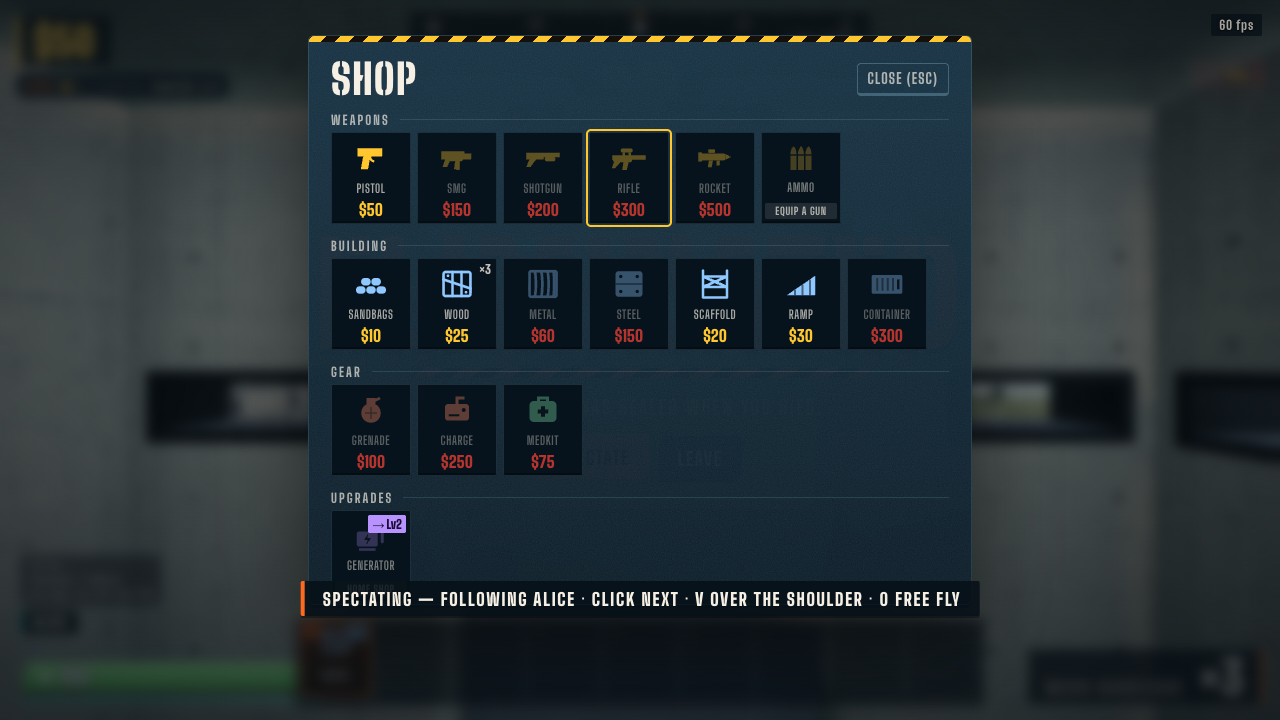 60 fps
SHOP
CLOSE (ESC)
WEAPONS
PISTOL
$50
SMG
$150
SHOTGUN
$200
RIFLE
$300
ROCKET
$500
AMMO
EQUIP A GUN
BUILDING
SANDBAGS
$10
×3
WOOD
$25
METAL
$60
STEEL
$150
SCAFFOLD
$20
RAMP
$30
CONTAINER
$300
GEAR
GRENADE
$100
CHARGE
$250
MEDKIT
$75
LEAVE
UPGRADES
→ Lv2
GENERATOR
SPECTATING — FOLLOWING ALICE · CLICK NEXT · V OVER THE SHOULDER · O FREE FLY
×3